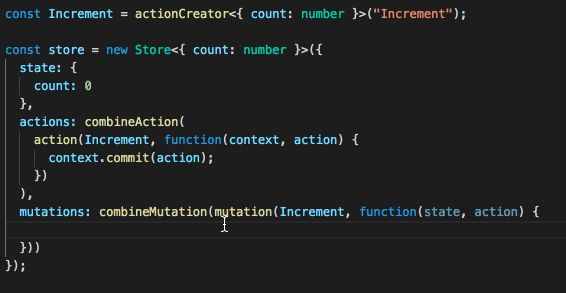 const Increment = actionCreator<{ count: number }>("Increment");
const store = new Store<{ count: number }>({
state: {
count: 0
},
actions: combineAction(
action(Increment, function(context, action) {
context.commit(action);
})
),
mutations: combineMutation(mutation(Increment, function(state, action) {
}))
});